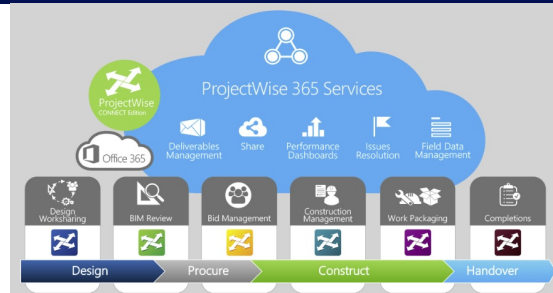 ProjectWise 365 Services
ProjectWise
CONNECT Edition
Office 365
Deliverables
Management
Share
Performance
Dashboards
Issues
Resolution
Field Data
Management
Design
Worksharing
BIM Review
Bid Management
Construction
Management
Work Packaging
Completions
Design
Procure
Construct
Handover